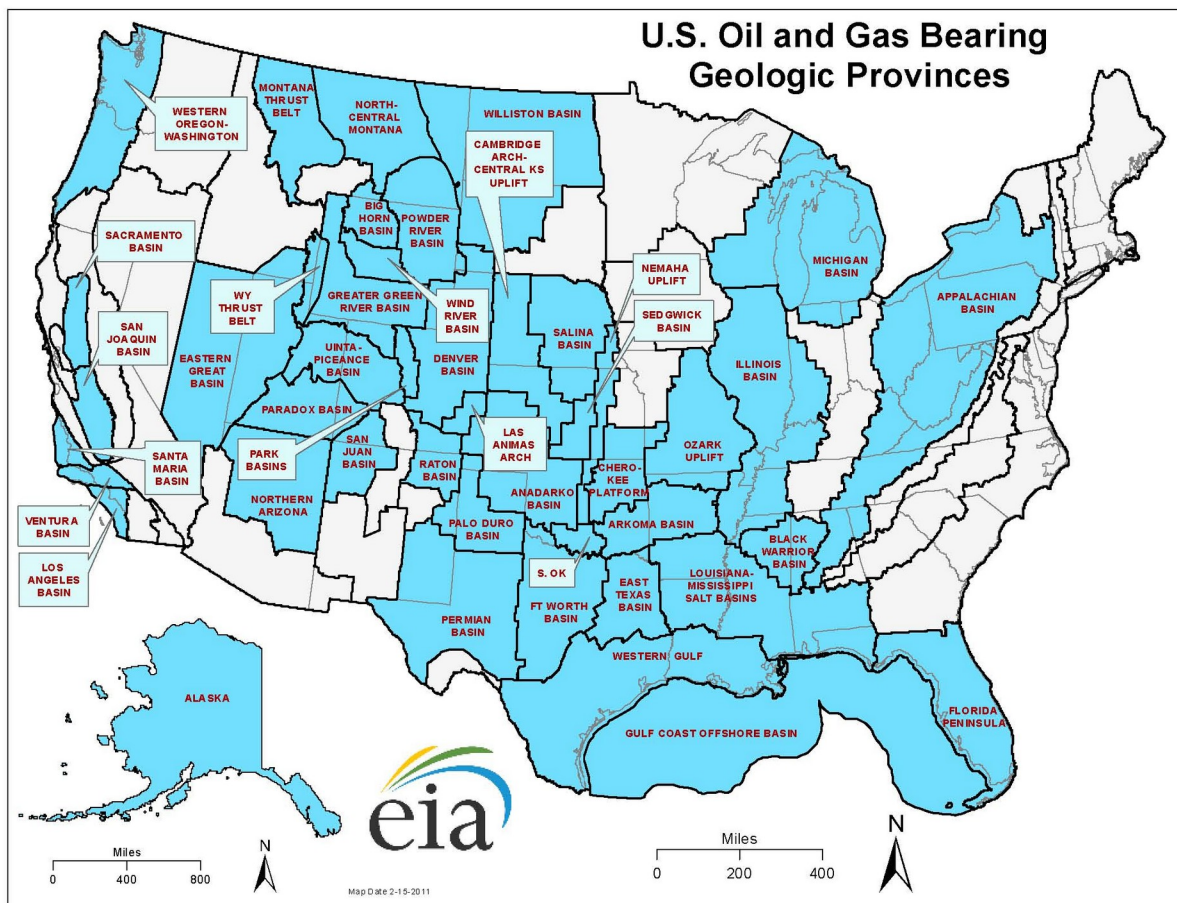 U.S. Oil and Gas Bearing
Geologic Provinces
WESTERN
OREGON-
WASHINGTON
MONTANA
THRUST
BELT
NORTH-
CENTRAL
MONTANA
WILLISTON BASIN
CAMBRIDGE
ARCH-
CENTRAL KS
UPLIFT
BIG
HORN
BASIN
POWDER
RIVER
BASIN
MICHIGAN
BASIN
SACRAMENTO
BASIN
NEMAHA
UPLIFT
APPALACHIAN
BASIN
WY
THRUST
BELT
GREATER GREEN
RIVER BASIN
WIND
RIVER
BASIN
SEDGWICK
BASIN
SAN
JOAQUIN
BASIN
SALINA
BASIN
EASTERN
GREAT
BASIN
UINTA-
PICEANCE
BASIN
DENVER
BASIN
ILLINOIS
BASIN
PARADOX BASIN
SANTA
MARIA
BASIN
PARK
BASINS
SAN
JUAN
BASIN
LAS
ANIMAS
ARCH
OZARK
UPLIFT
RATON
BASIN
CHERO-
KEE
PLATFORM
NORTHERN
ARIZONA
ANADARKO
BASIN
VENTURA
BASIN
PALO DURO
BASIN
ARKOMA BASIN
BLACK
WARRIOR
BASIN
LOS
ANGELES
BASIN
S. OK
EAST
TEXAS
BASIN
LOUISIANA-
MISSISSIPPI
SALT BASINS
PERMIAN
BASIN
FT WORTH
BASIN
WESTERN GULF
ALASKA
GULF COAST OFFSHORE BASIN
FLORIDA
PENINSULA
eia
Miles
0 400 800
N
Map Date 2-15-2011
Miles
0 200 400
N